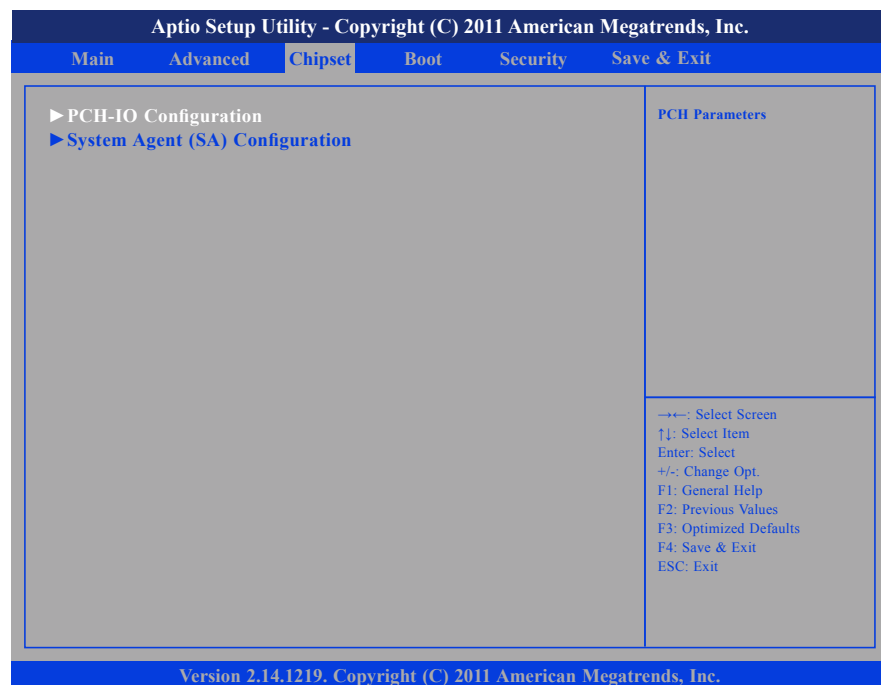 Aptio Setup Utility - Copyright (C) 2011 American Megatrends, Inc.
Main Advanced Chipset Boot Security Save & Exit
►PCH-IO Configuration
►System Agent (SA) Configuration
PCH Parameters
→←: Select Screen
↑↓: Select Item
Enter: Select
+/-: Change Opt.
F1: General Help
F2: Previous Values
F3: Optimized Defaults
F4: Save & Exit
ESC: Exit
Version 2.14.1219. Copyright (C) 2011 American Megatrends, Inc.